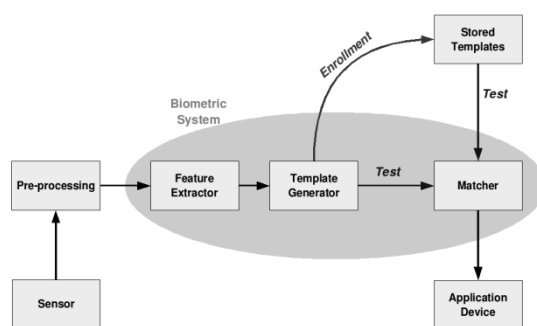 Stored
Templates
Enrollment
Test
Biometric
System
Pre-processing
Feature
Extractor
Template
Generator
Test
Matcher
Sensor
Application
Device